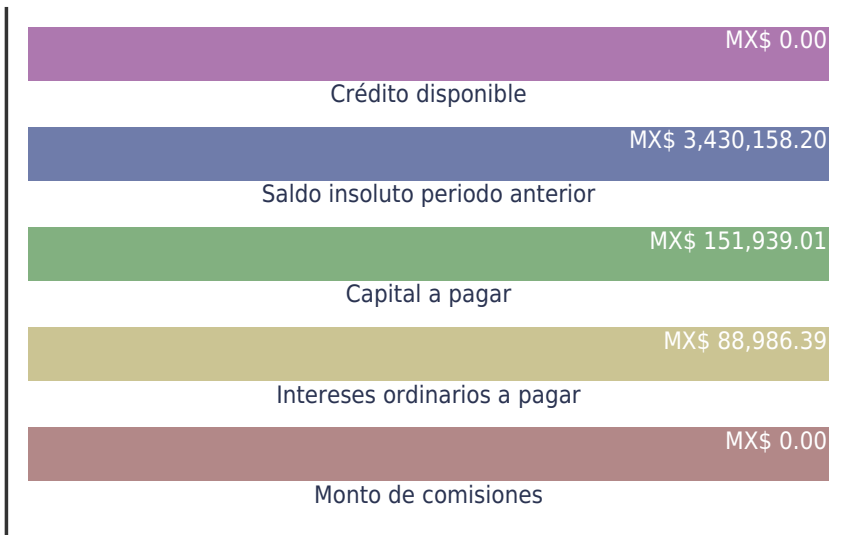 MX$ 0.00
Crédito disponible
MX$ 3,430,158.20
Saldo insoluto periodo anterior
MX$ 151,939.01
Capital a pagar
MX$ 88,986.39
Intereses ordinarios a pagar
MX$ 0.00
Monto de comisiones